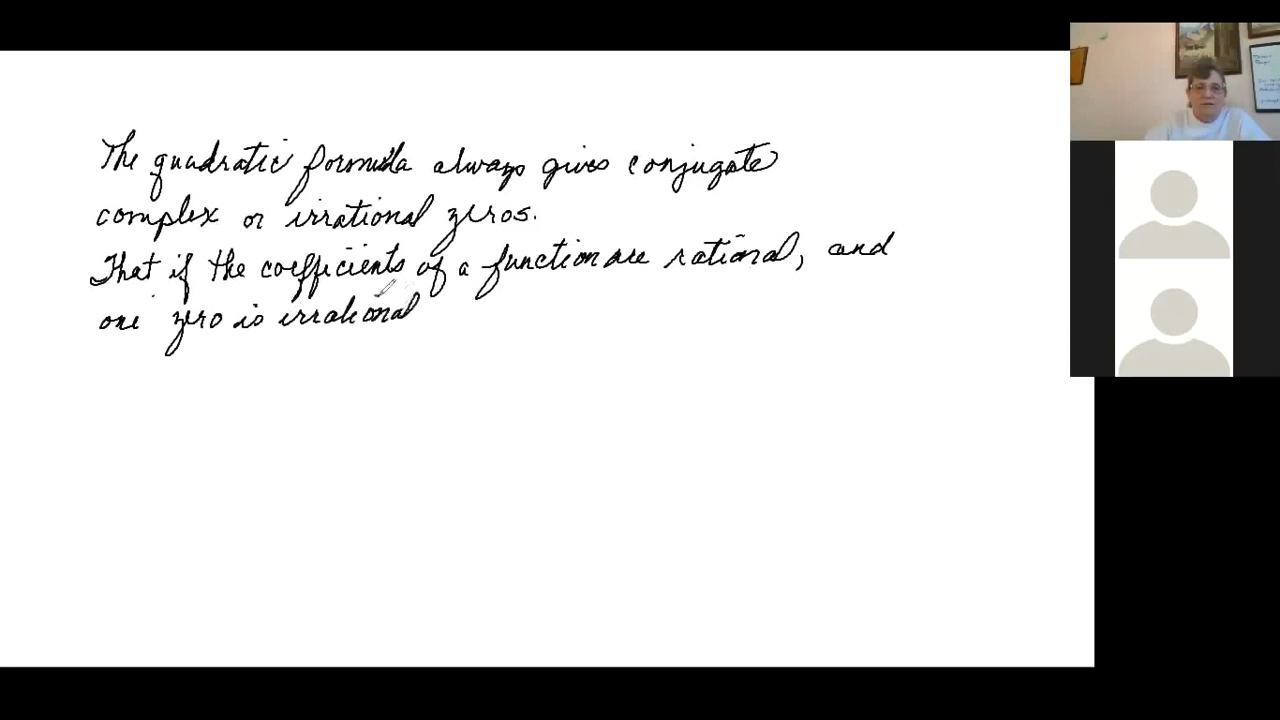 The quadratic formula always gives conjugate
complex or irrational zeros.
That if the coefficients of a function are rational, and
one zero is irrational